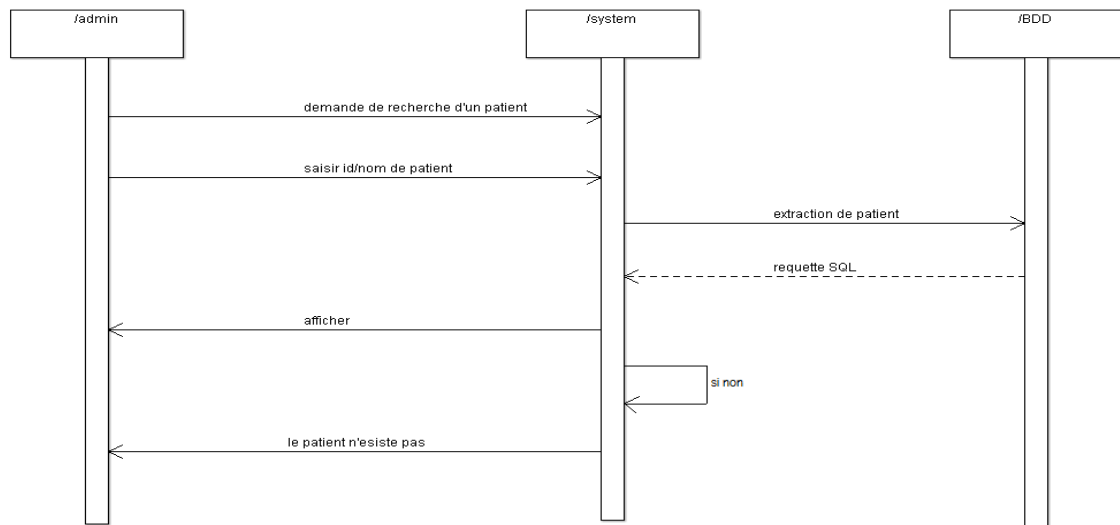 /admin
/system
/BDD
demande de recherche d'un patient
saisir id/nom de patient
extraction de patient
requette SQL
afficher
si non
le patient n'esiste pas